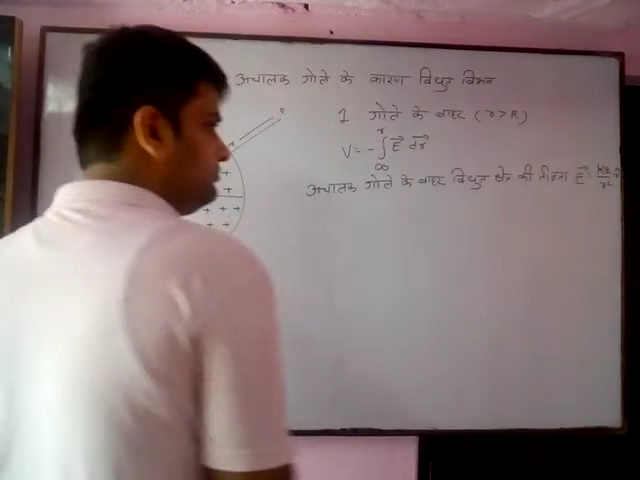 अचालक गोले के कारण विधुत विभव
1 गोले के बाहर (r>R)
V = - ∫ E⃗ dr⃗
r
∞
अचालक गोले के बाहर विधुत क्षेत्र की तीव्रता E⃗
+
+ +
+ +